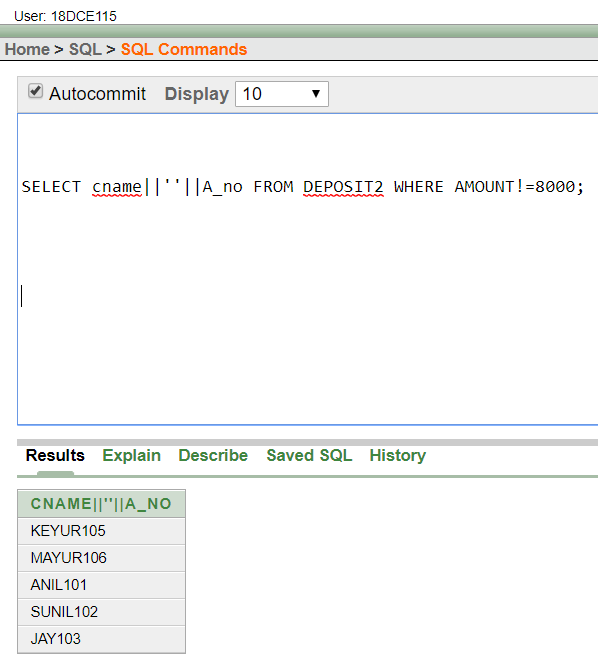 User: 18DCE115
Home > SQL > SQL Commands
Autocommit Display 10
SELECT cname||''||A_no FROM DEPOSIT2 WHERE AMOUNT!=8000;
Results Explain Describe Saved SQL History
CNAME||''||A_NO
KEYUR105
MAYUR106
ANIL101
SUNIL102
JAY103